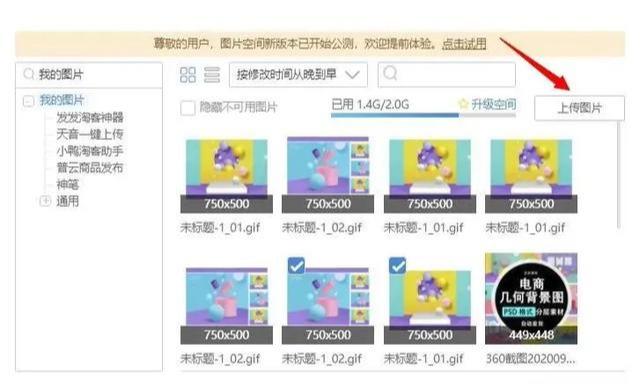 尊敬的用户，图片空间新版本已开始公测，欢迎提前体验。点击试用
我的图片
按修改时间从晚到早
我的图片
发发淘客神器
天音一键上传
小鸭淘客助手
普云商品发布
神笔
通用
隐藏不可用图片
已用 1.4G/2.0G
升级空间
上传图片
750x500
750x500
750x500
750x500
未标题-1_01.gif
未标题-1_02.gif
未标题-1_01.gif
未标题-1_02.gif
电商
几何背景图
PSD 格式 分层素材
750x500
750x500
750x500
449x448
未标题-1_02.gif
未标题-1_02.gif
未标题-1_01.gif
360截图202009...